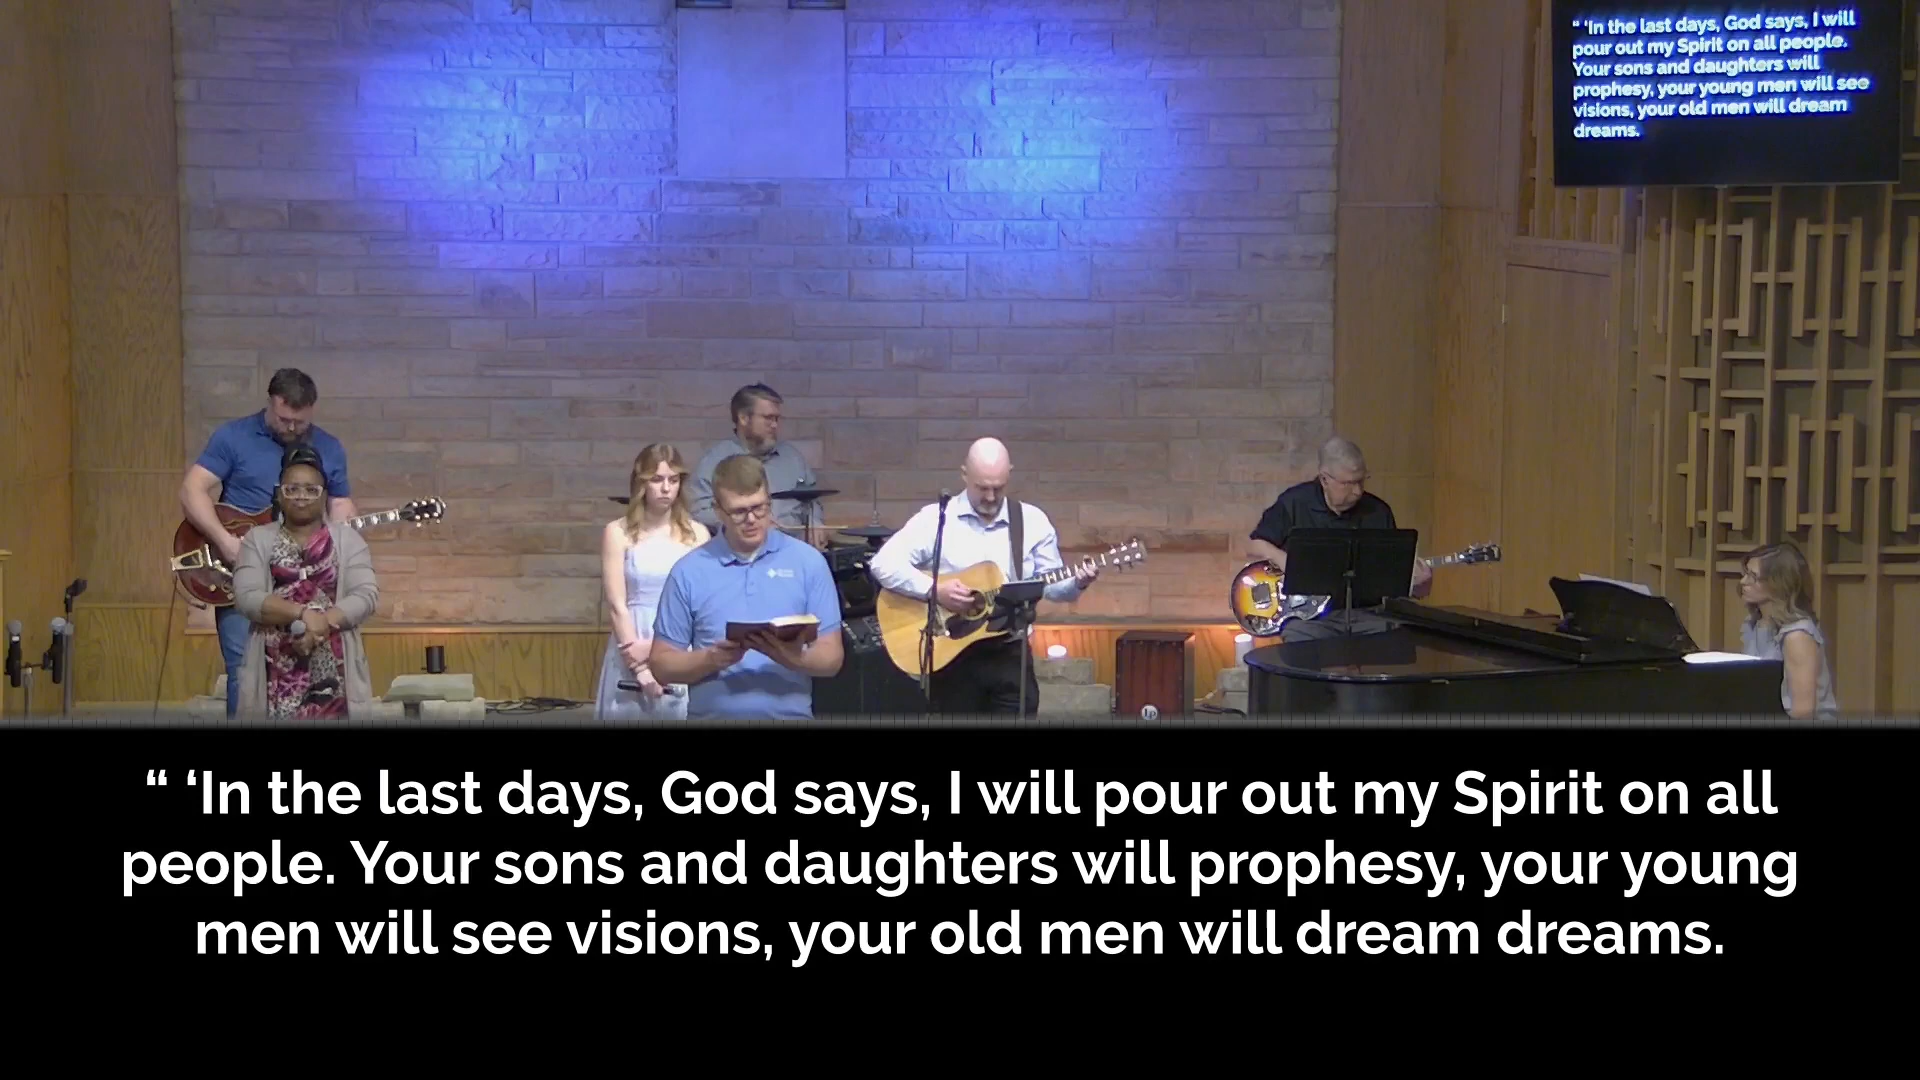 “ ‘In the last days, God says, I will
pour out my Spirit on all people.
Your sons and daughters will
prophesy, your young men will see
visions, your old men will dream
dreams.
LP
“ ‘In the last days, God says, I will pour out my Spirit on all
people. Your sons and daughters will prophesy, your young
men will see visions, your old men will dream dreams.